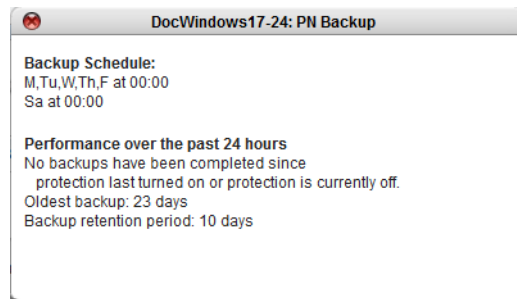 DocWindows17-24: PN Backup
Backup Schedule:
M,Tu,W,Th,F at 00:00
Sa at 00:00
Performance over the past 24 hours
No backups have been completed since
protection last turned on or protection is currently off.
Oldest backup: 23 days
Backup retention period: 10 days